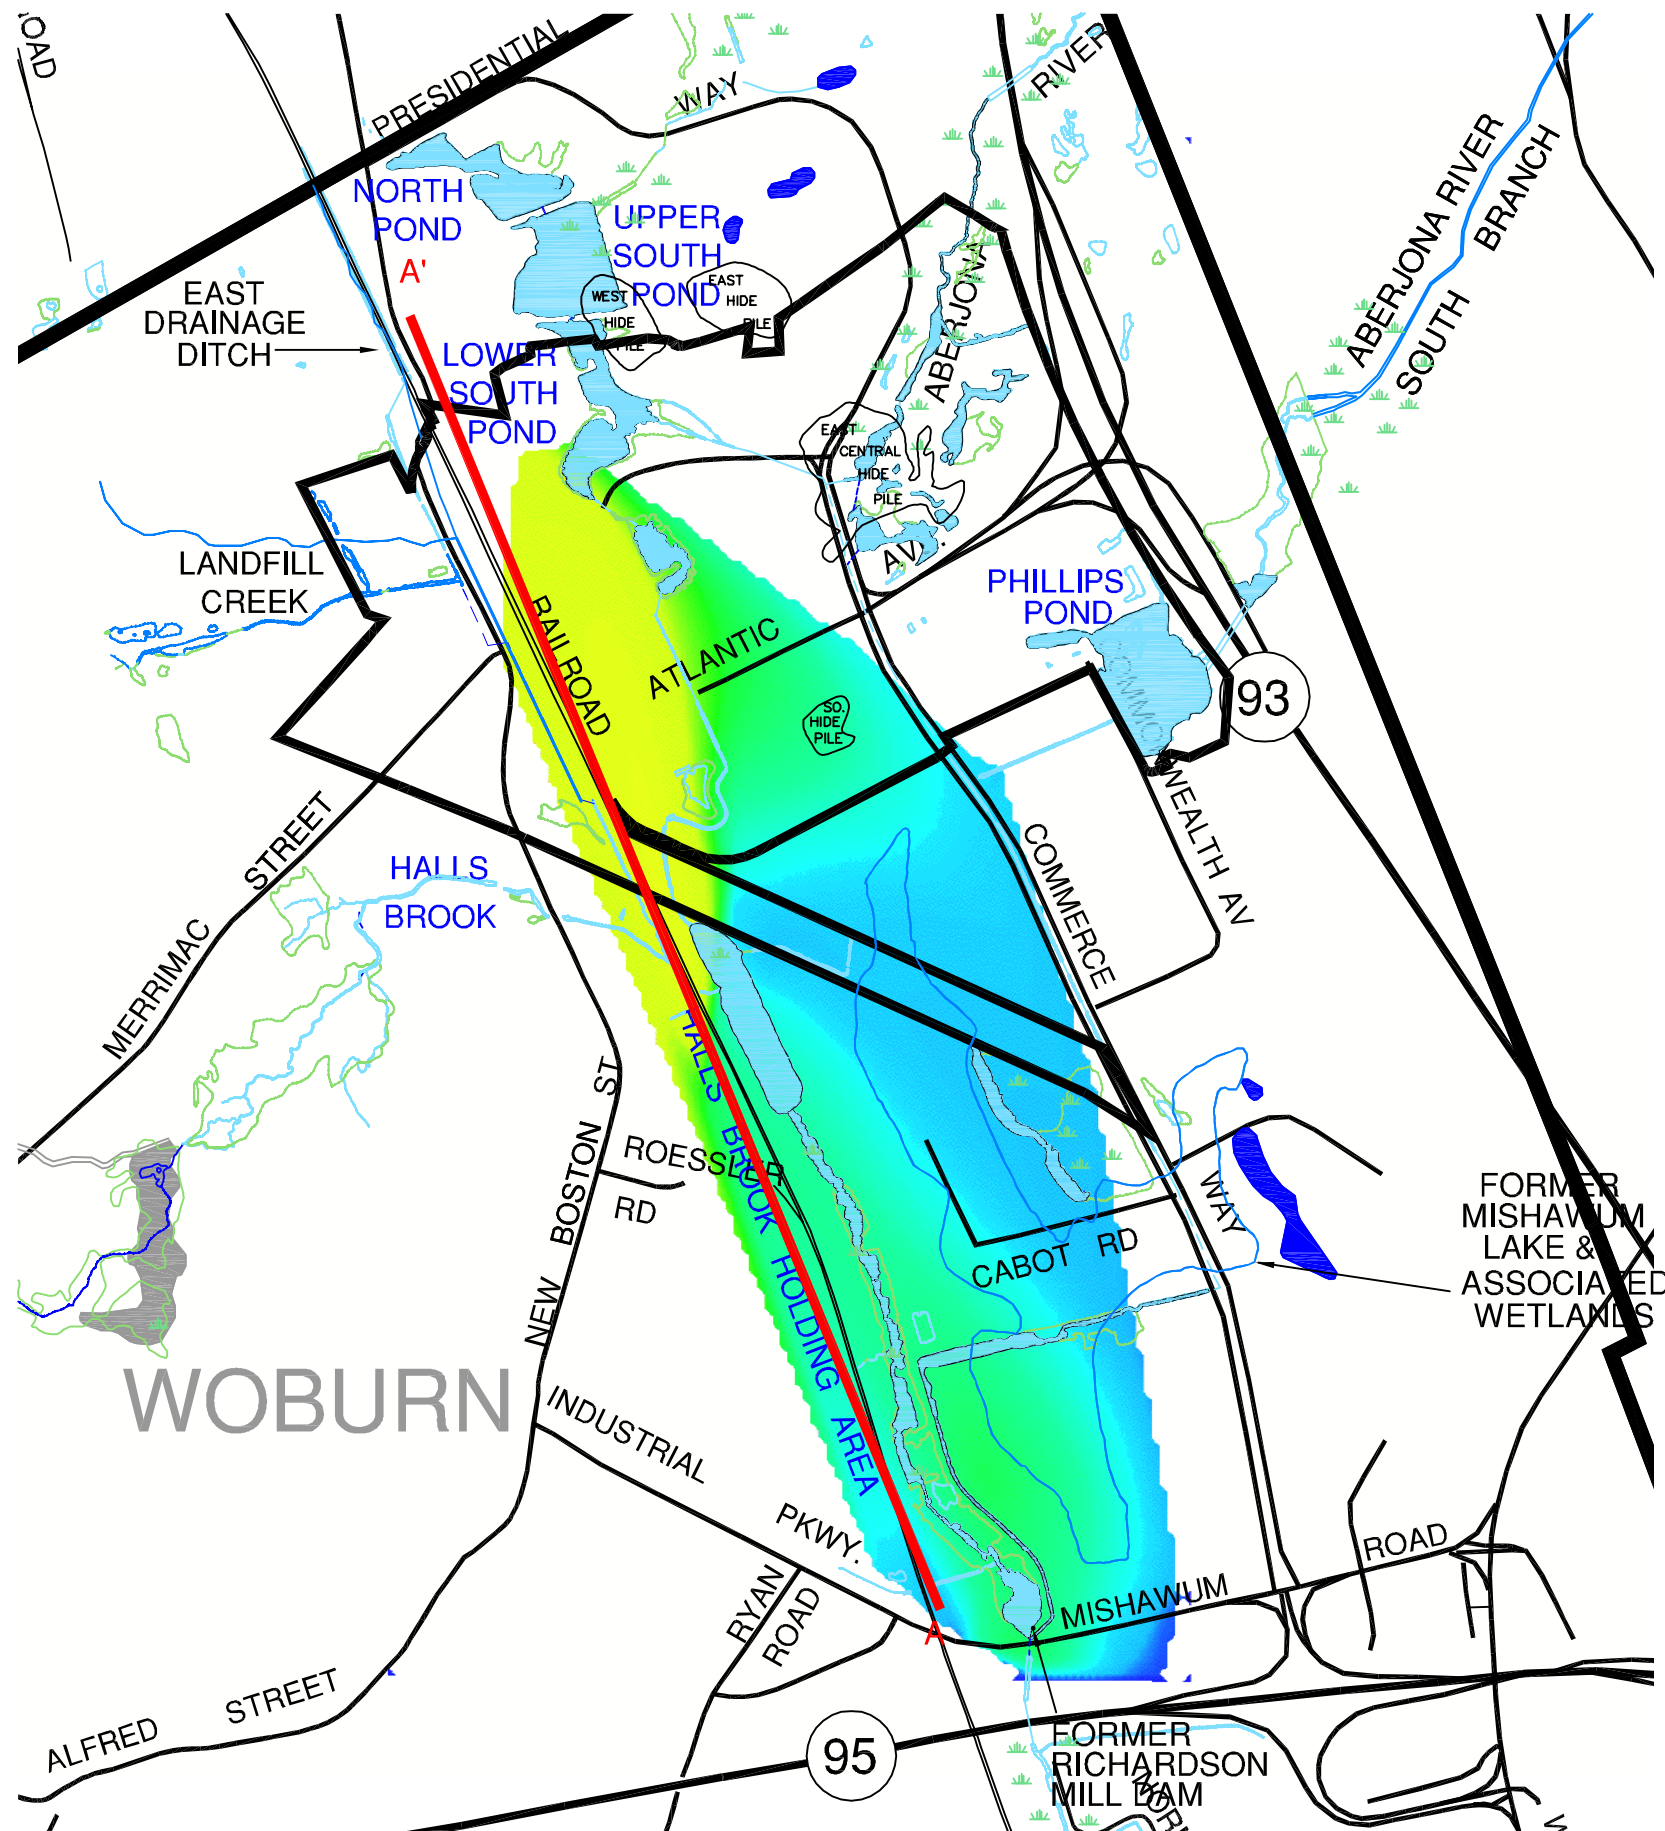 OAD
PRESIDENTIAL
WAY
RIVER
NORTH
POND
UPPER
SOUTH
POND
A'
EAST
DRAINAGE
DITCH
WEST
HIDE
PILE
EAST
HIDE
PILE
LOWER
SOUTH
POND
ABERJONA
ABERJONA RIVER
SOUTH BRANCH
EAST
CENTRAL
HIDE
PILE
LANDFILL
CREEK
RAILROAD
ATLANTIC
AV.
PHILLIPS
POND
93
COMMONWEALTH AV
SO.
HIDE
PILE
MERRIMAC STREET
HALLS
BROOK
COMMERCE
WAY
HALLS BROOK HOLDING AREA
ROESSLER
RD
NEW BOSTON ST
CABOT RD
FORMER
MISHAWUM
LAKE &
ASSOCIATED
WETLANDS
WOBURN
INDUSTRIAL
PKWY.
RYAN
ROAD
A
MISHAWUM
ROAD
ALFRED STREET
95
FORMER
RICHARDSON
MILL DAM